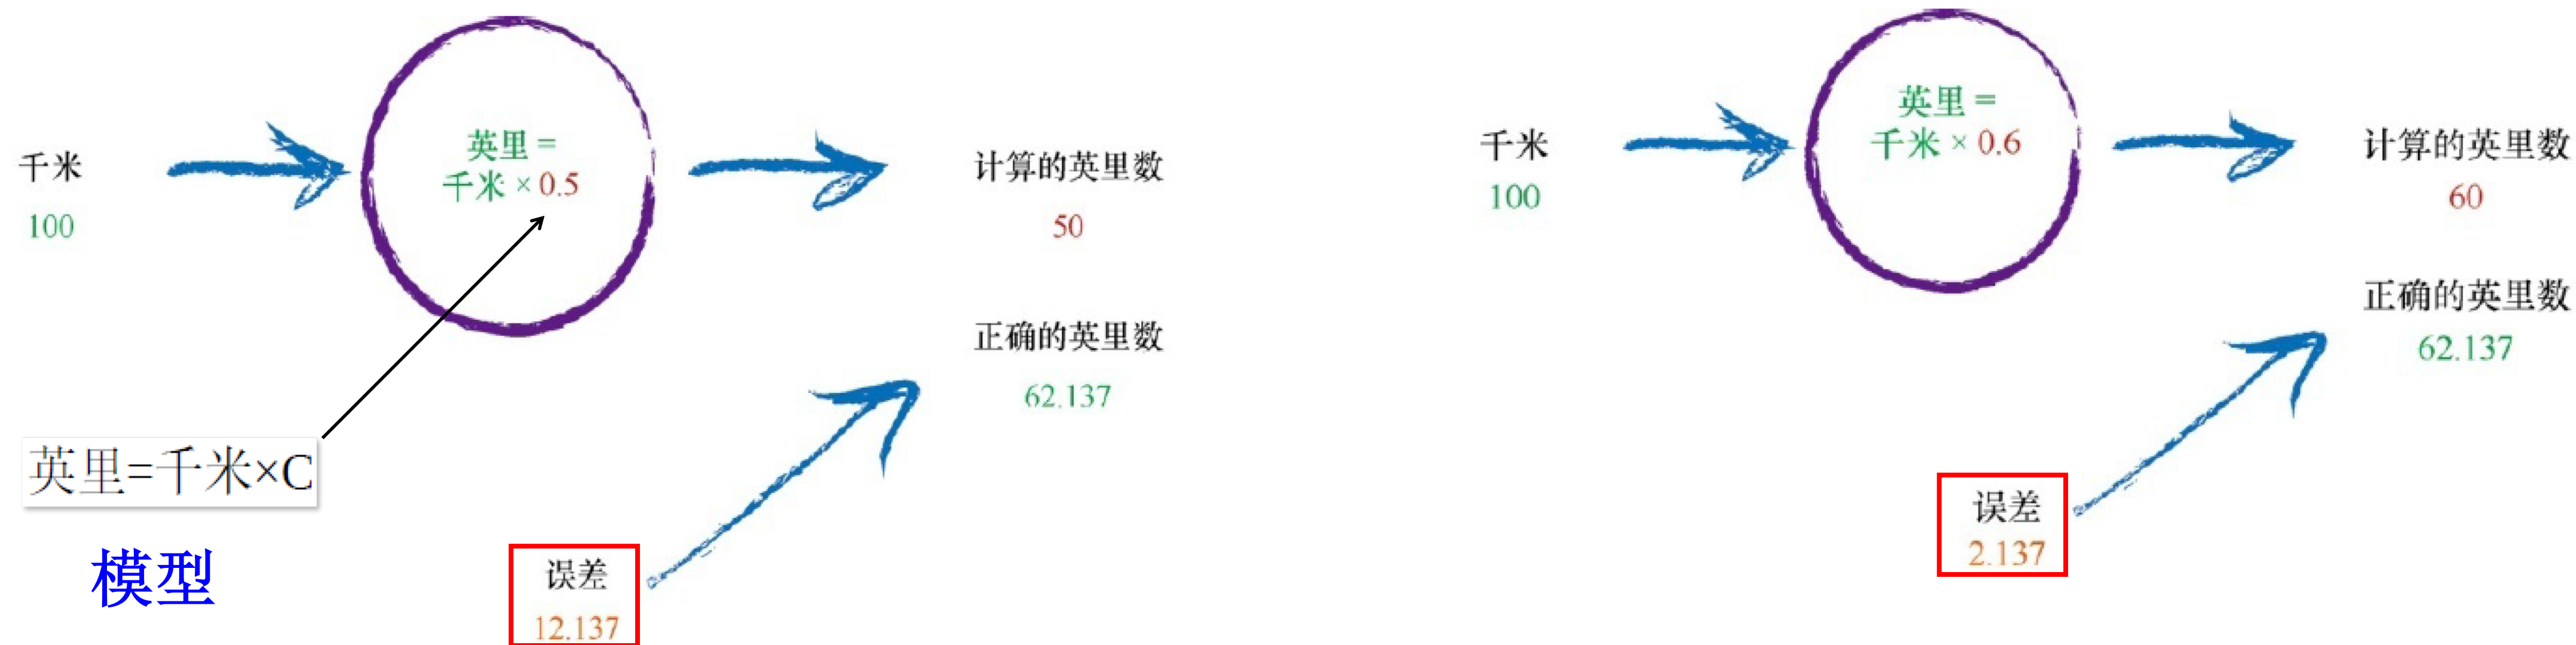 千米
100
英里 =
千米 × 0.5
计算的英里数
50
正确的英里数
62.137
英里=千米×C
模型
误差
12.137
千米
100
英里 =
千米 × 0.6
计算的英里数
60
正确的英里数
62.137
误差
2.137